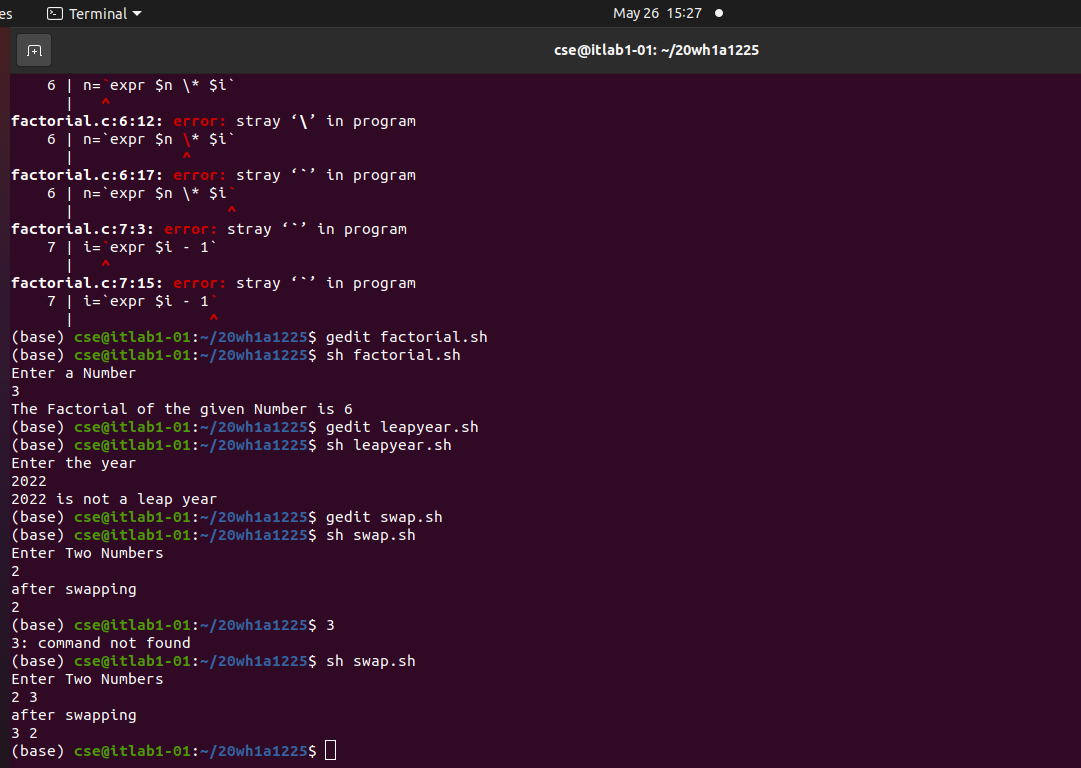 es Terminal May 26 15:27
cse@itlab1-01: ~/20wh1a1225
6 | n=`expr $n \* $i`
| ^
factorial.c:6:12: error: stray ‘\’ in program
6 | n=`expr $n \* $i`
| ^
factorial.c:6:17: error: stray ‘`’ in program
6 | n=`expr $n \* $i`
| ^
factorial.c:7:3: error: stray ‘`’ in program
7 | i=`expr $i - 1`
| ^
factorial.c:7:15: error: stray ‘`’ in program
7 | i=`expr $i - 1`
| ^
(base) cse@itlab1-01:~/20wh1a1225$ gedit factorial.sh
(base) cse@itlab1-01:~/20wh1a1225$ sh factorial.sh
Enter a Number
3
The Factorial of the given Number is 6
(base) cse@itlab1-01:~/20wh1a1225$ gedit leapyear.sh
(base) cse@itlab1-01:~/20wh1a1225$ sh leapyear.sh
Enter the year
2022
2022 is not a leap year
(base) cse@itlab1-01:~/20wh1a1225$ gedit swap.sh
(base) cse@itlab1-01:~/20wh1a1225$ sh swap.sh
Enter Two Numbers
2
after swapping
2
(base) cse@itlab1-01:~/20wh1a1225$ 3
3: command not found
(base) cse@itlab1-01:~/20wh1a1225$ sh swap.sh
Enter Two Numbers
2 3
after swapping
3 2
(base) cse@itlab1-01:~/20wh1a1225$